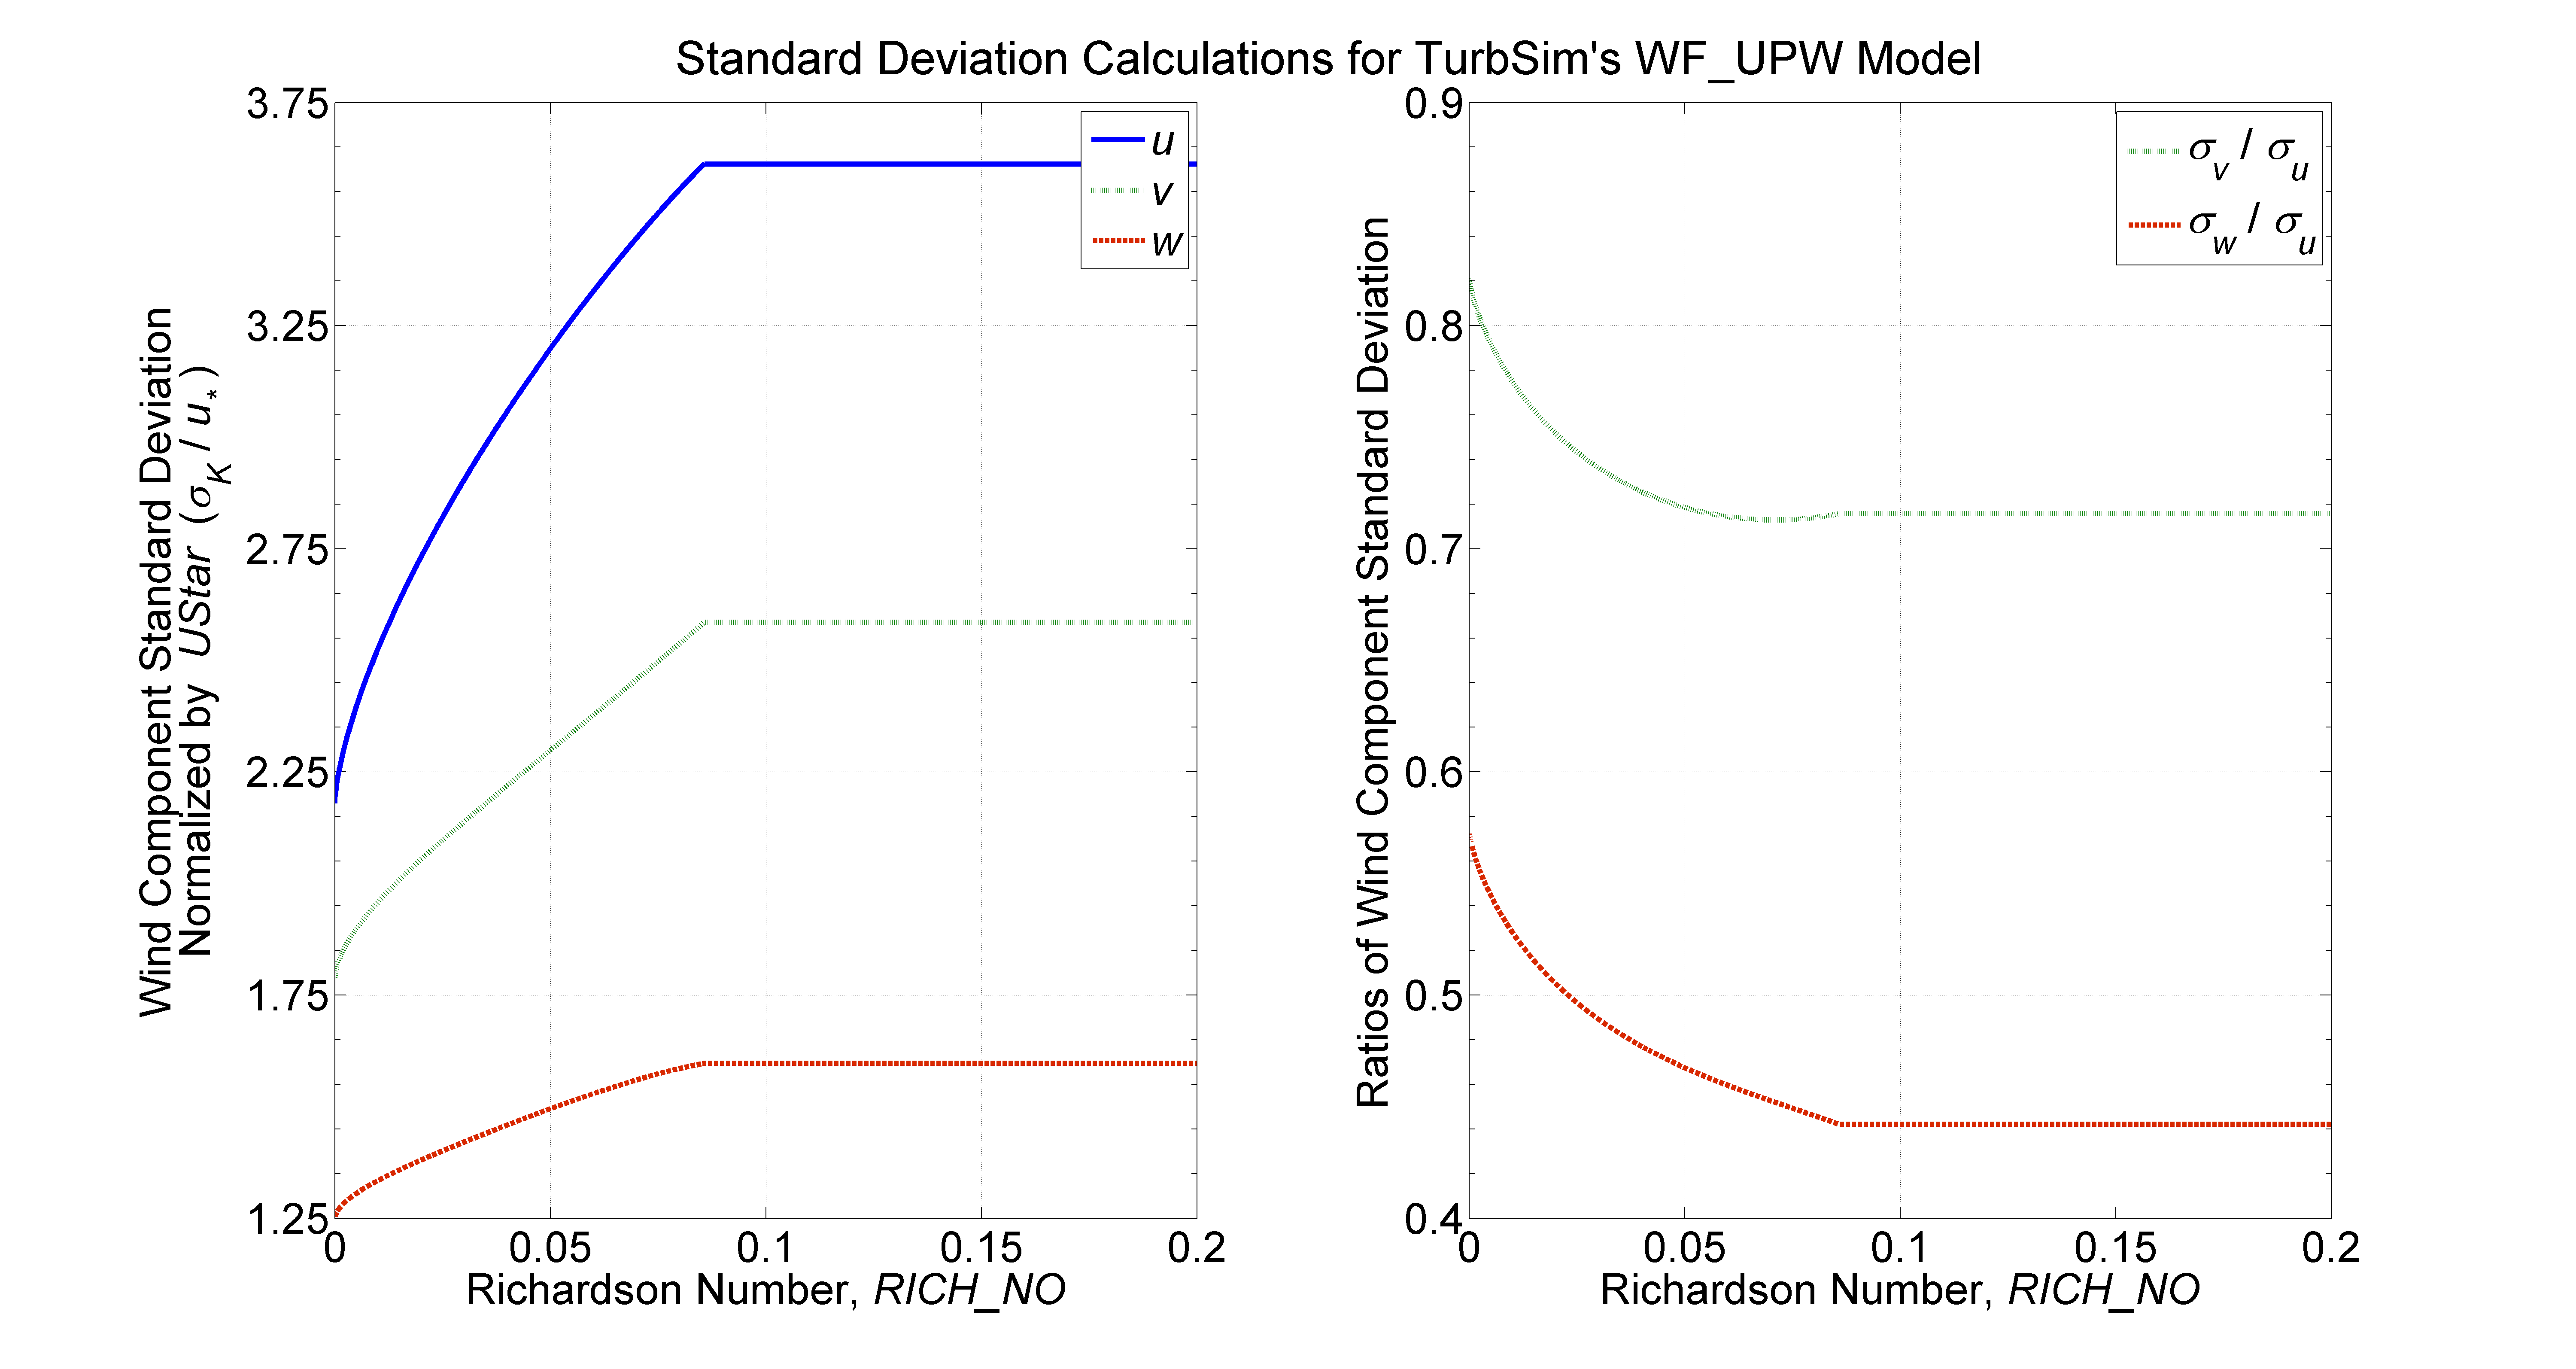 Standard Deviation Calculations for TurbSim's WF_UPW Model
Wind Component Standard Deviation
Normalized by UStar (σK / u*)
3.75
3.25
2.75
2.25
1.75
1.25
0 0.05 0.1 0.15 0.2
Richardson Number, RICH_NO
u
v
w
Ratios of Wind Component Standard Deviation
0.9
0.8
0.7
0.6
0.5
0.4
0 0.05 0.1 0.15 0.2
Richardson Number, RICH_NO
σv / σu
σw / σu